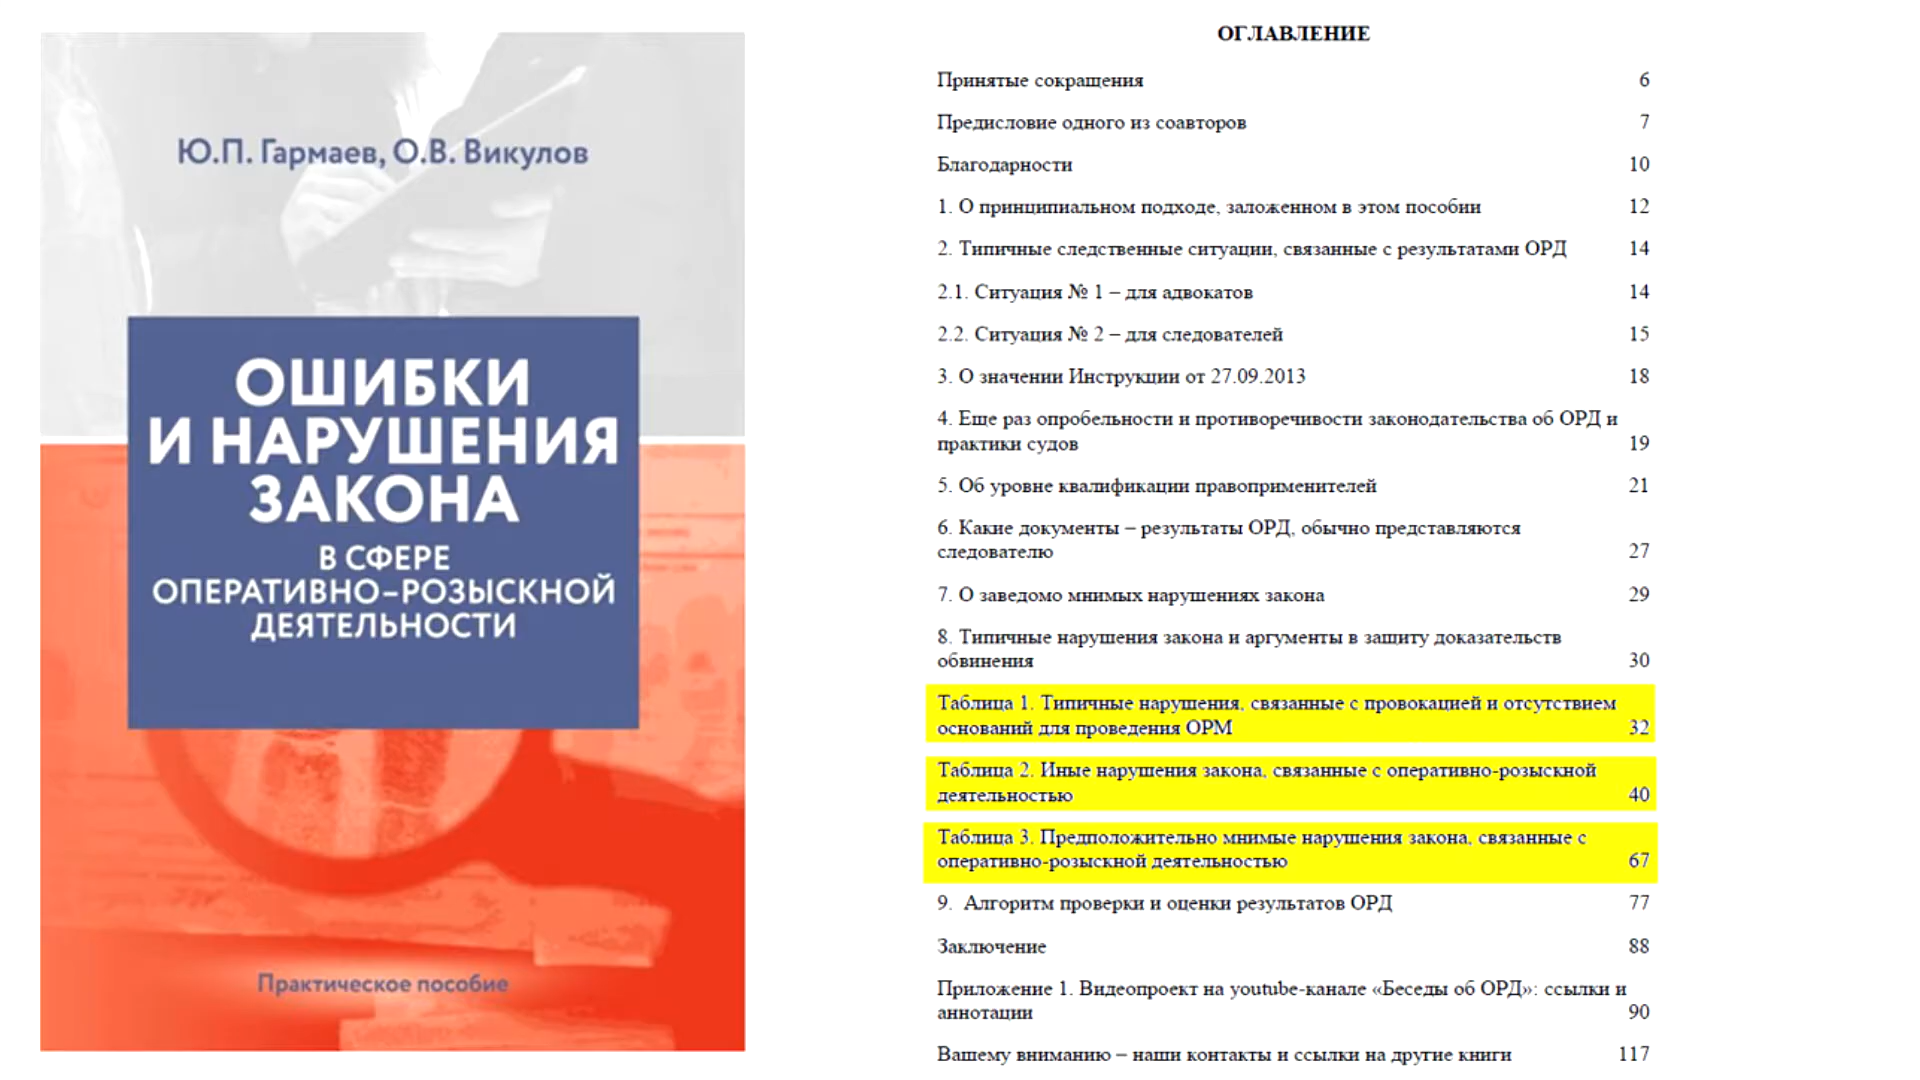 Ю.П. Гармаев, О.В. Викулов
ОШИБКИ
И НАРУШЕНИЯ
ЗАКОНА
В СФЕРЕ
ОПЕРАТИВНО-РОЗЫСКНОЙ
ДЕЯТЕЛЬНОСТИ
Практическое пособие
ОГЛАВЛЕНИЕ
Принятые сокращения 6
Предисловие одного из соавторов 7
Благодарности 10
1. О принципиальном подходе, заложенном в этом пособии 12
2. Типичные следственные ситуации, связанные с результатами ОРД 14
2.1. Ситуация № 1 – для адвокатов 14
2.2. Ситуация № 2 – для следователей 15
3. О значении Инструкции от 27.09.2013 18
4. Еще раз опробельности и противоречивости законодательства об ОРД и
практики судов 19
5. Об уровне квалификации правоприменителей 21
6. Какие документы – результаты ОРД, обычно представляются
следователю 27
7. О заведомо мнимых нарушениях закона 29
8. Типичные нарушения закона и аргументы в защиту доказательств
обвинения 30
Таблица 1. Типичные нарушения, связанные с провокацией и отсутствием
оснований для проведения ОРМ 32
Таблица 2. Иные нарушения закона, связанные с оперативно-розыскной
деятельностью 40
Таблица 3. Предположительно мнимые нарушения закона, связанные с
оперативно-розыскной деятельностью 67
9. Алгоритм проверки и оценки результатов ОРД 77
Заключение 88
Приложение 1. Видеопроект на youtube-канале «Беседы об ОРД»: ссылки и
аннотации 90
Вашему вниманию – наши контакты и ссылки на другие книги 117